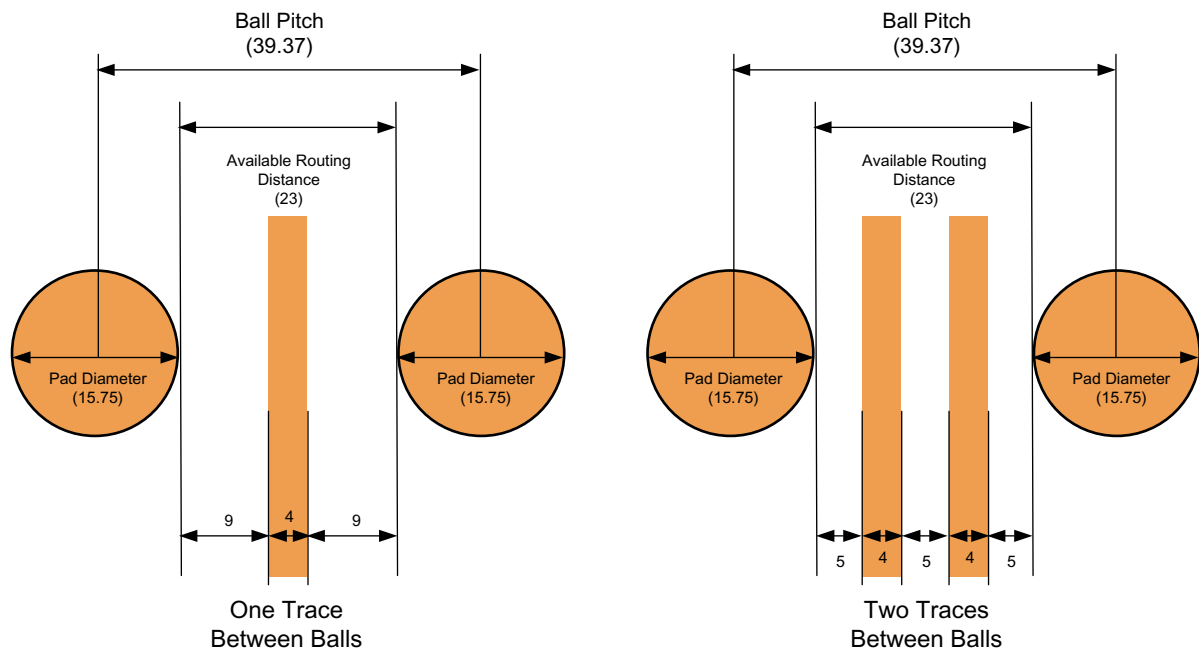 Ball Pitch
(39.37)
Available Routing
Distance
(23)
Pad Diameter
(15.75)
Pad Diameter
(15.75)
9
4
9
One Trace
Between Balls
Ball Pitch
(39.37)
Available Routing
Distance
(23)
Pad Diameter
(15.75)
Pad Diameter
(15.75)
5
4
5
4
5
Two Traces
Between Balls